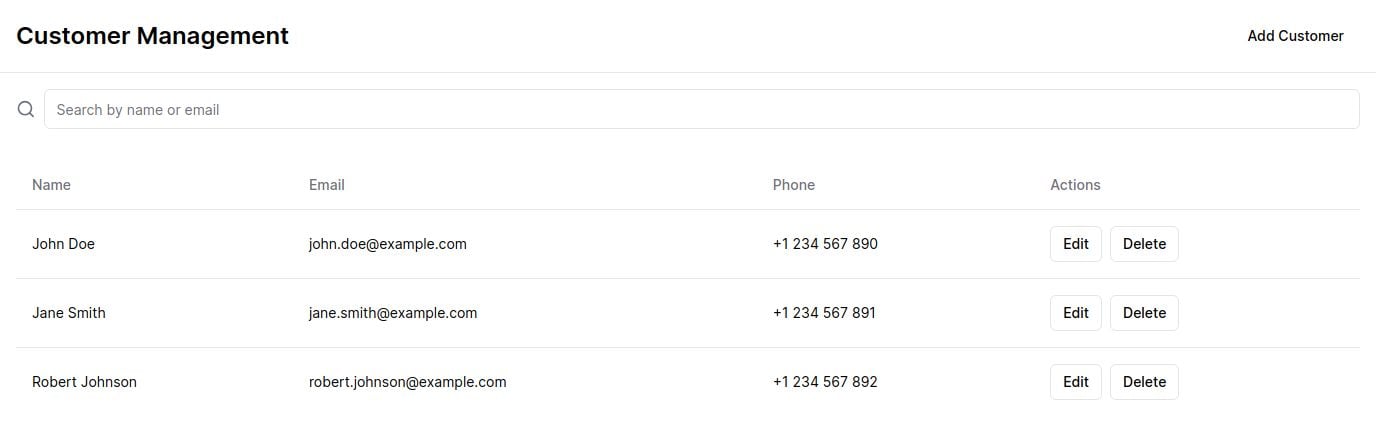 Customer Management Add Customer
Search by name or email
Name Email Phone Actions
John Doe john.doe@example.com +1 234 567 890 Edit Delete
Jane Smith jane.smith@example.com +1 234 567 891 Edit Delete
Robert Johnson robert.johnson@example.com +1 234 567 892 Edit Delete